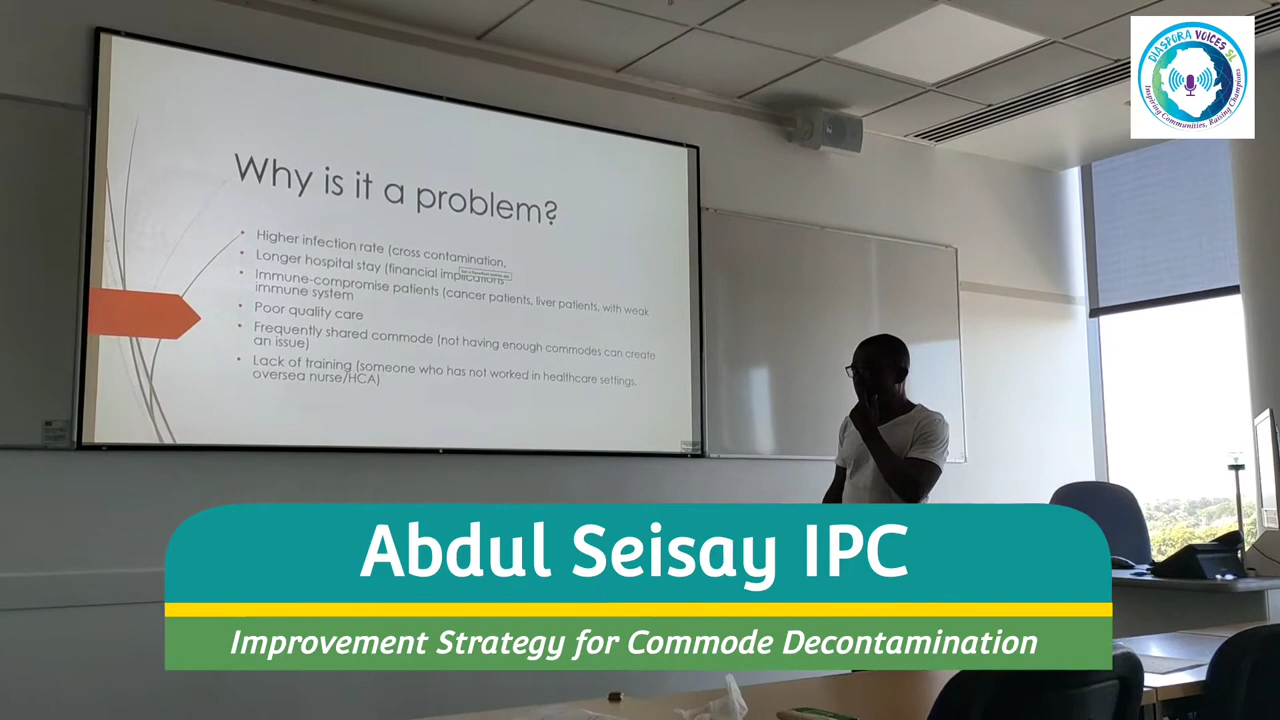 DIASPORA VOICES SL
Inspiring Communities, Raising Champions
Why is it a problem?
• Higher infection rate (cross contamination,
• Longer hospital stay (financial implications
• Immune-compromise patients (cancer patients, liver patients, with weak
immune system
• Poor quality care
• Frequently shared commode (not having enough commodes can create
an issue)
• Lack of training (someone who has not worked in healthcare settings.
oversea nurse/HCA)
Abdul Seisay IPC
Improvement Strategy for Commode Decontamination